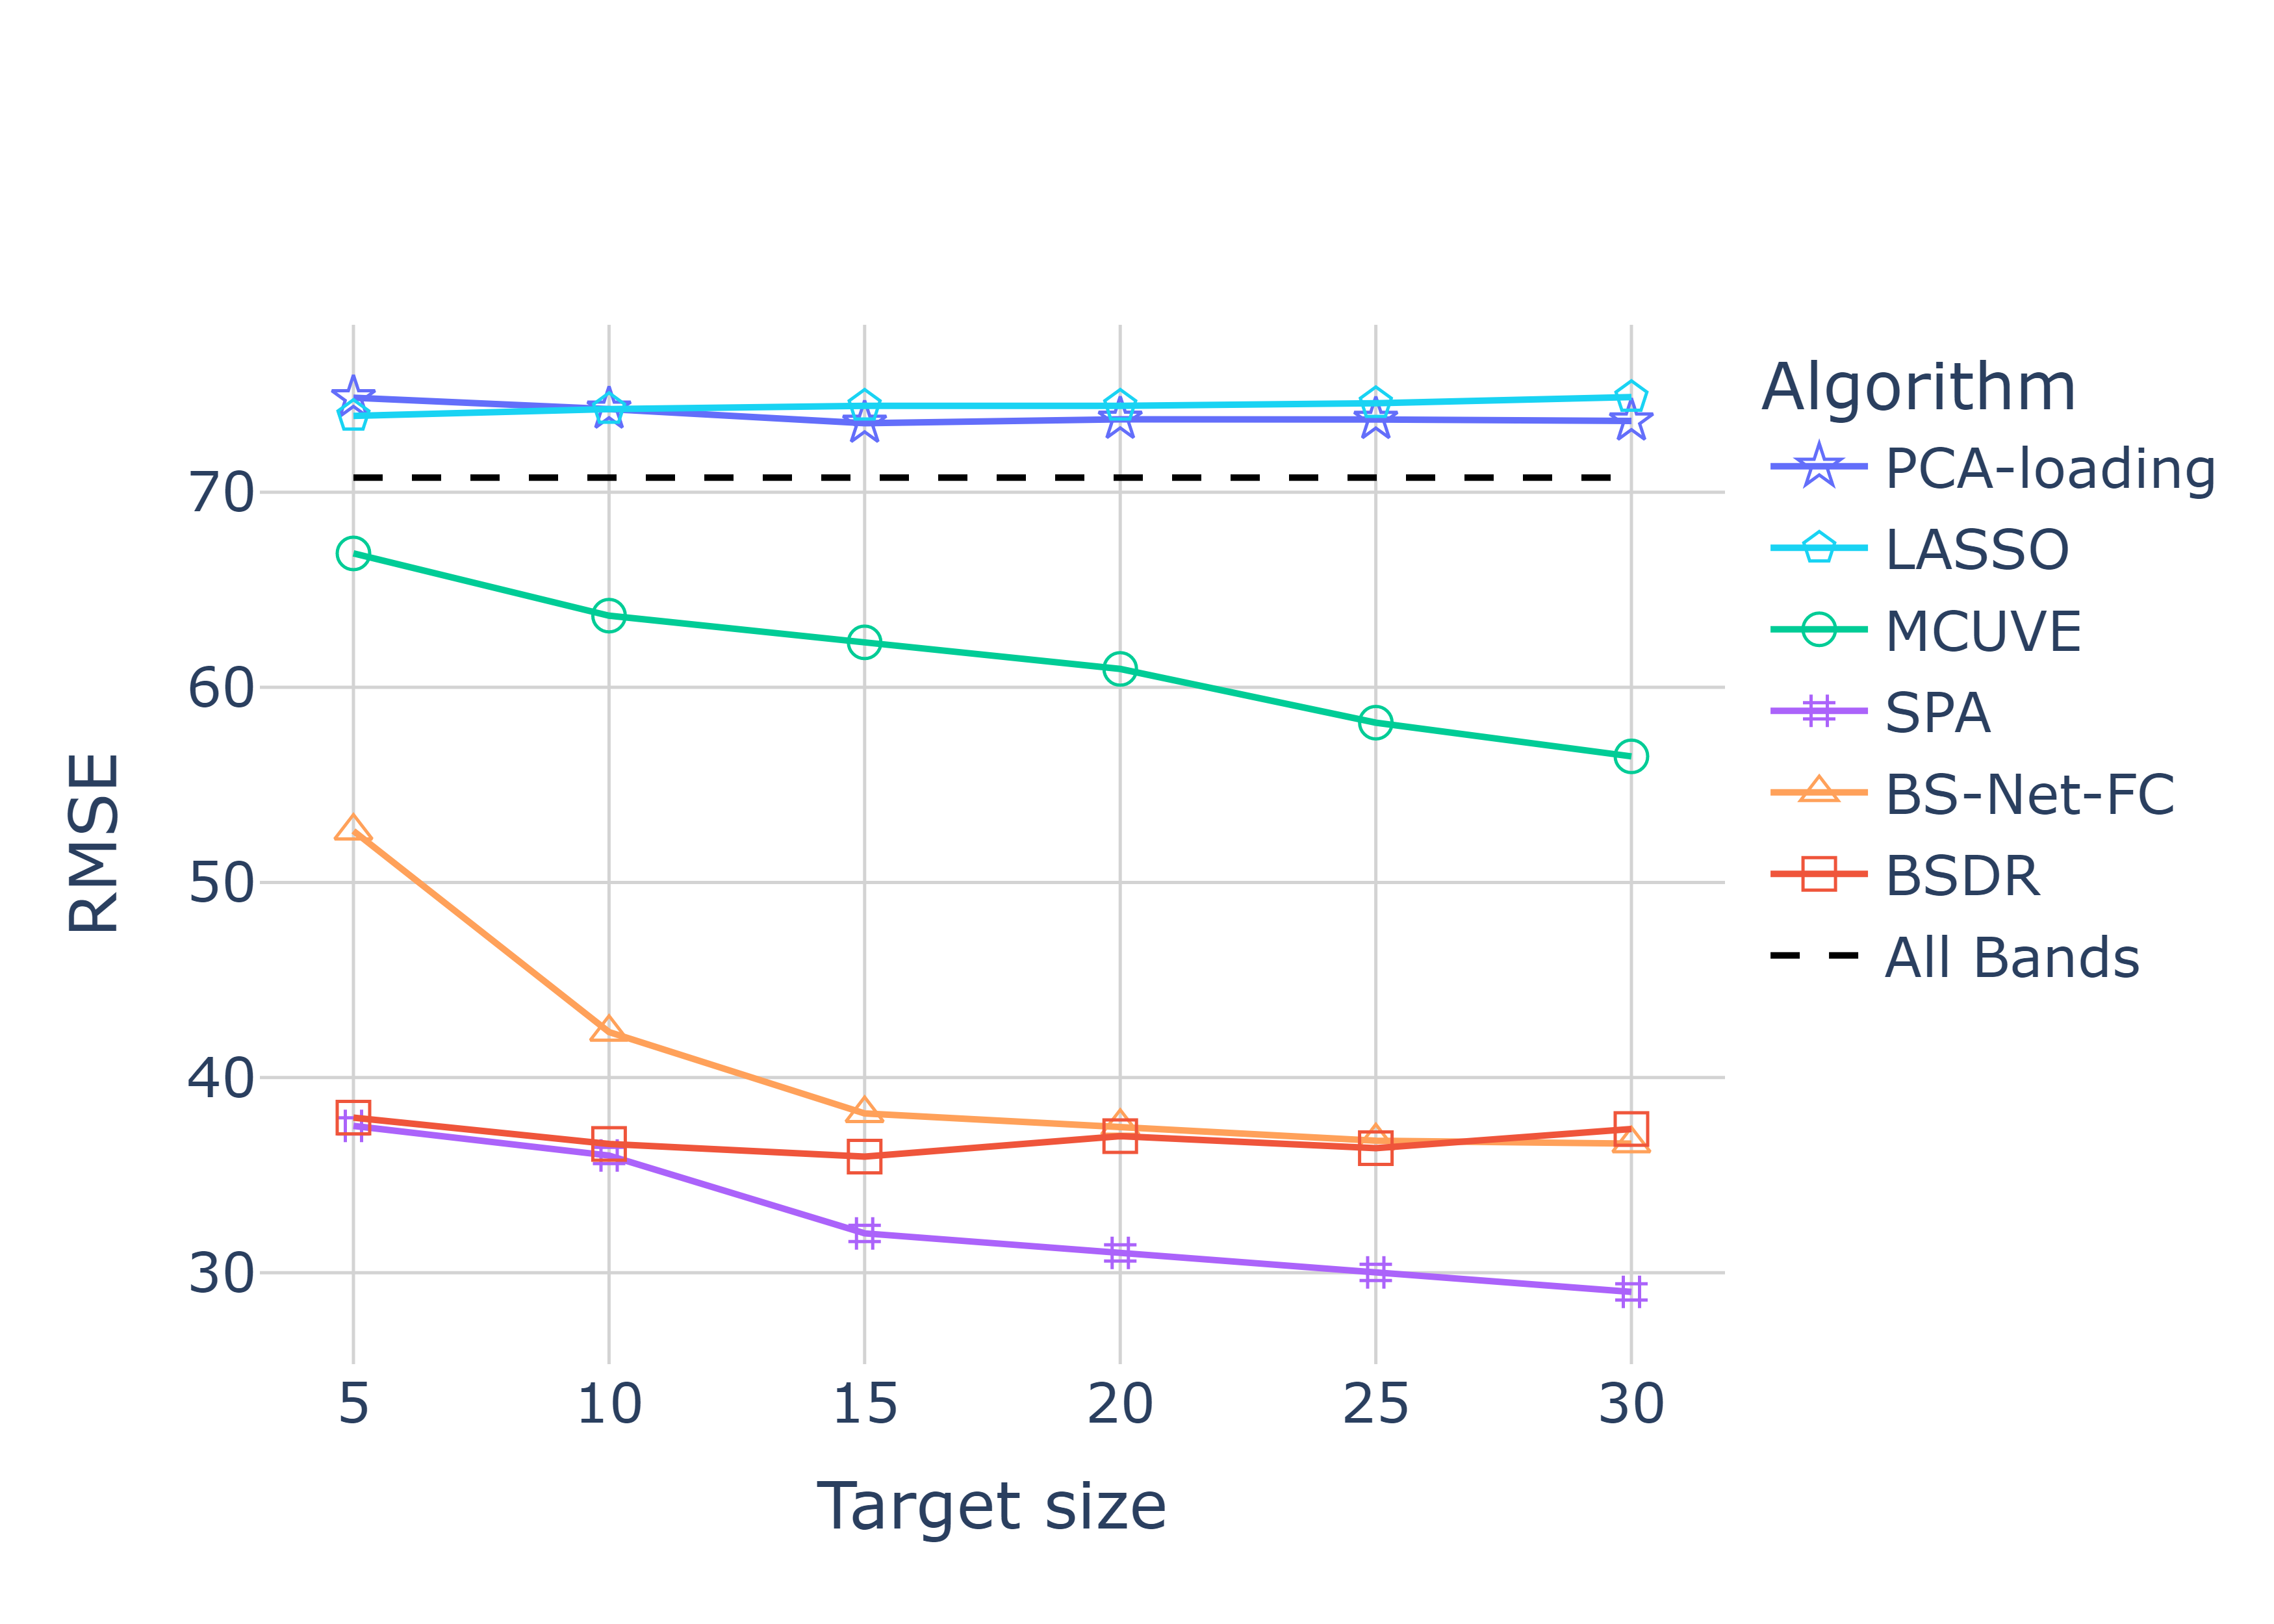 RMSE
70
60
50
40
30
5 10 15 20 25 30
Target size
Algorithm
PCA-loading
LASSO
MCUVE
SPA
BS-Net-FC
BSDR
All Bands